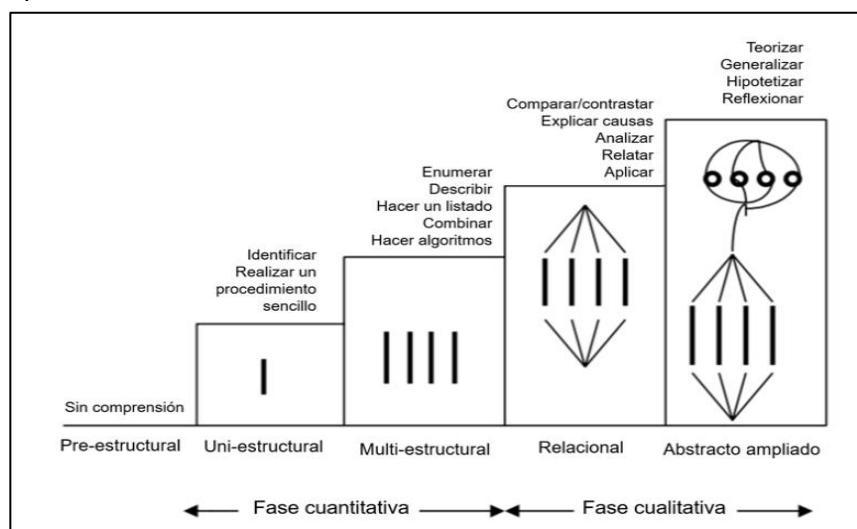 Teorizar
Generalizar
Hipotetizar
Reflexionar
Comparar/contrastar
Explicar causas
Analizar
Relatar
Aplicar
Enumerar
Describir
Hacer un listado
Combinar
Hacer algoritmos
Identificar
Realizar un
procedimiento
sencillo
Sin comprensión
Pre-estructural
Uni-estructural
Multi-estructural
Relacional
Abstracto ampliado
Fase cuantitativa
Fase cualitativa